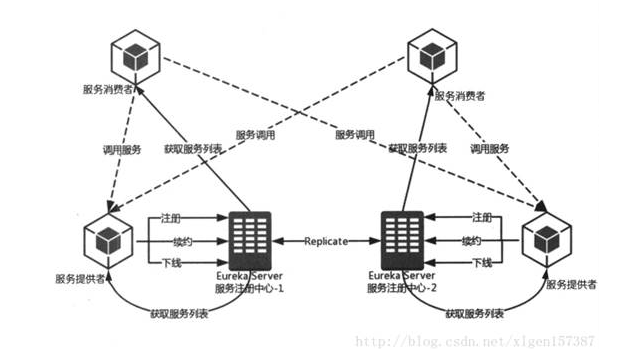 服务消费者
服务消费者
服务调用
服务调用
调用服务
获取服务列表
获取服务列表
调用服务
注册
续约
下线
Replicate
注册
续约
下线
Eureka Server
服务注册中心-1
Eureka Server
服务注册中心-2
服务提供者
服务提供者
获取服务列表
获取服务列表
http://blog.csdn.net/xlgen157387